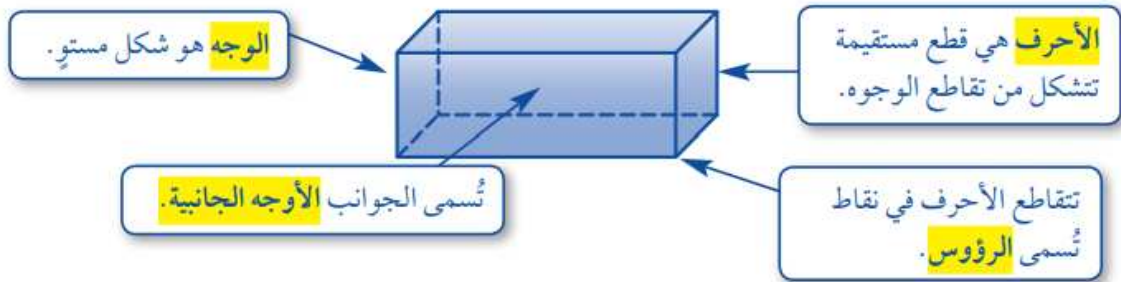 الأحرف هي قطع مستقيمة
تتشكل من تقاطع الوجوه.
الوجه هو شكل مستوٍ.
تتقاطع الأحرف في نقاط
تُسمى الرؤوس.
تُسمى الجوانب الأوجه الجانبية.